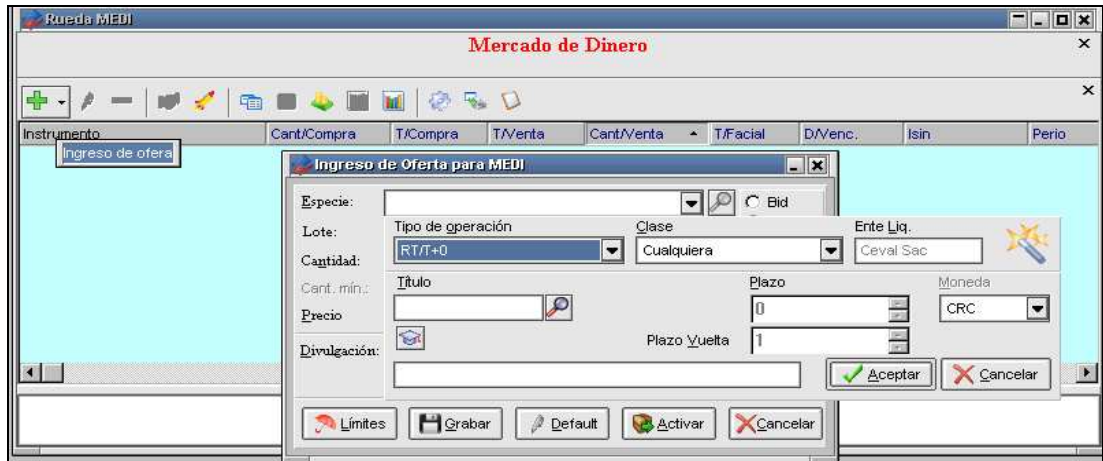 Rueda MEDI
Mercado de Dinero
Instrumento Cant/Compra T/Compra T/Venta Cant/Venta T/Facial D/Venc. Isin Perio
Ingreso de ofera
Ingreso de Oferta para MEDI
Especie: Bid
Lote: Tipo de operación Clase Ente Liq.
RT/T+0 Cualquiera Ceval Sac
Cantidad:
Cant. mín.: Título Plazo Moneda
Precio 0 CRC
Divulgación: Plazo Vuelta 1
Aceptar Cancelar
Límites Grabar Default Activar Cancelar